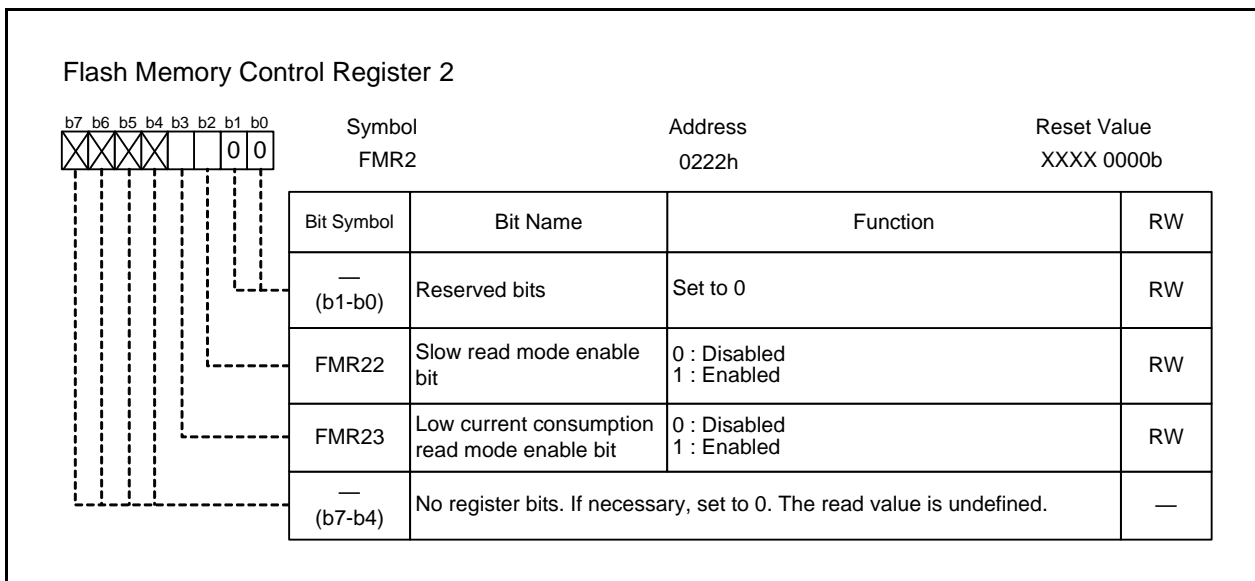 Flash Memory Control Register 2
b7 b6 b5 b4 b3 b2 b1 b0
0 0
Symbol Address Reset Value
FMR2 0222h XXXX 0000b
Bit Symbol Bit Name Function RW
—
(b1-b0) Reserved bits Set to 0 RW
FMR22 Slow read mode enable
bit 0 : Disabled
1 : Enabled RW
FMR23 Low current consumption
read mode enable bit 0 : Disabled
1 : Enabled RW
—
(b7-b4) No register bits. If necessary, set to 0. The read value is undefined. —